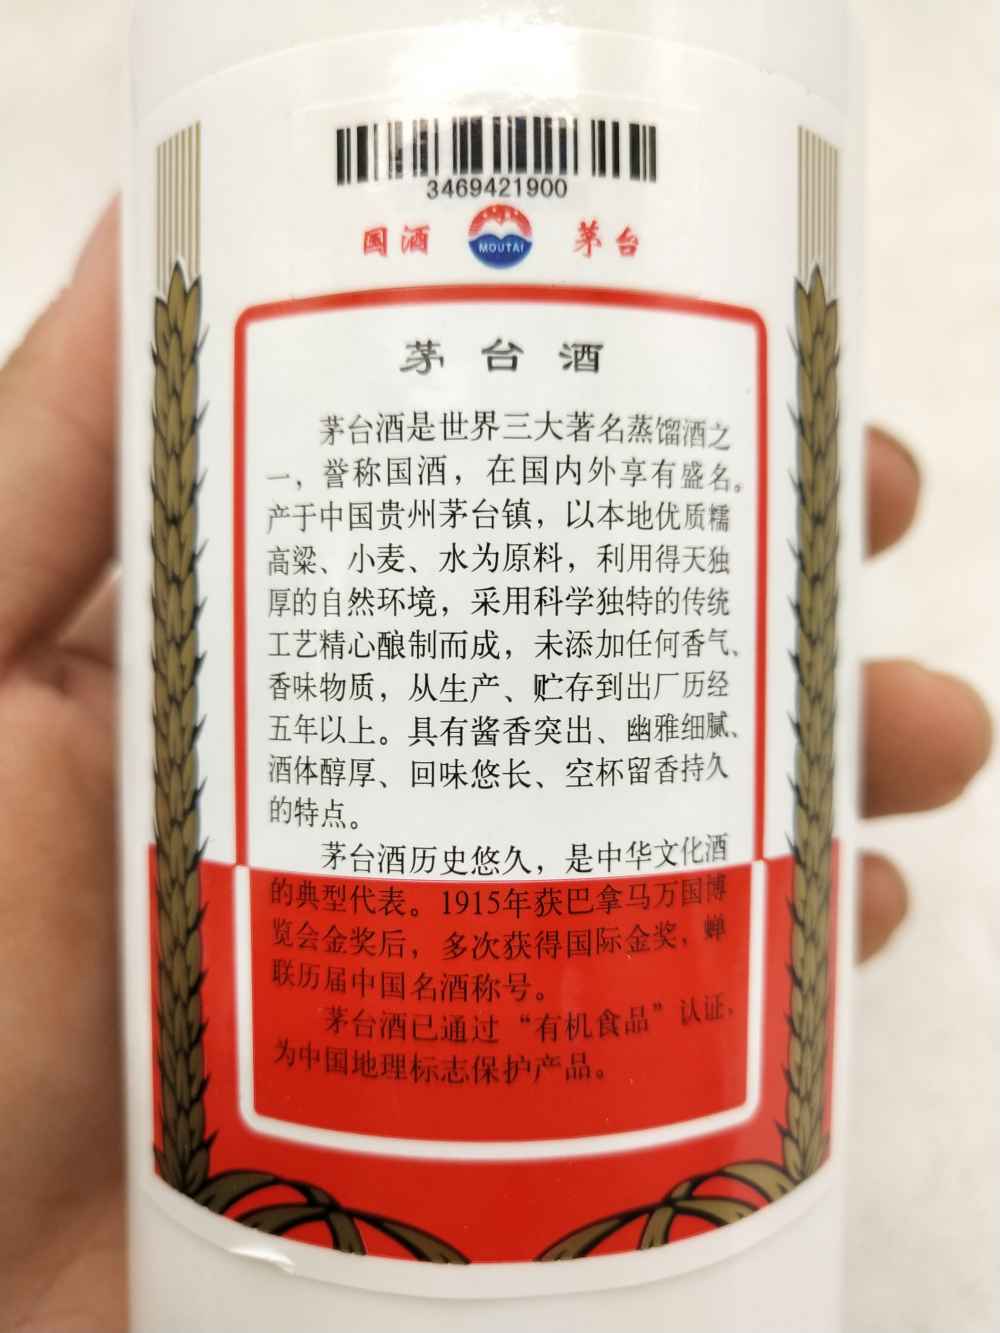 3469421900
国酒 MOUTAI 茅台
茅台酒
茅台酒是世界三大著名蒸馏酒之
一，誉称国酒，在国内外享有盛名。
产于中国贵州茅台镇，以本地优质糯
高粱、小麦、水为原料，利用得天独
厚的自然环境，采用科学独特的传统
工艺精心酿制而成，未添加任何香气、
香味物质，从生产、贮存到出厂历经
五年以上。具有酱香突出、幽雅细腻、
酒体醇厚、回味悠长、空杯留香持久
的特点。
茅台酒历史悠久，是中华文化酒
的典型代表。1915年获巴拿马万国博
览会金奖后，多次获得国际金奖，蝉
联历届中国名酒称号。
茅台酒已通过“有机食品”认证，
为中国地理标志保护产品。